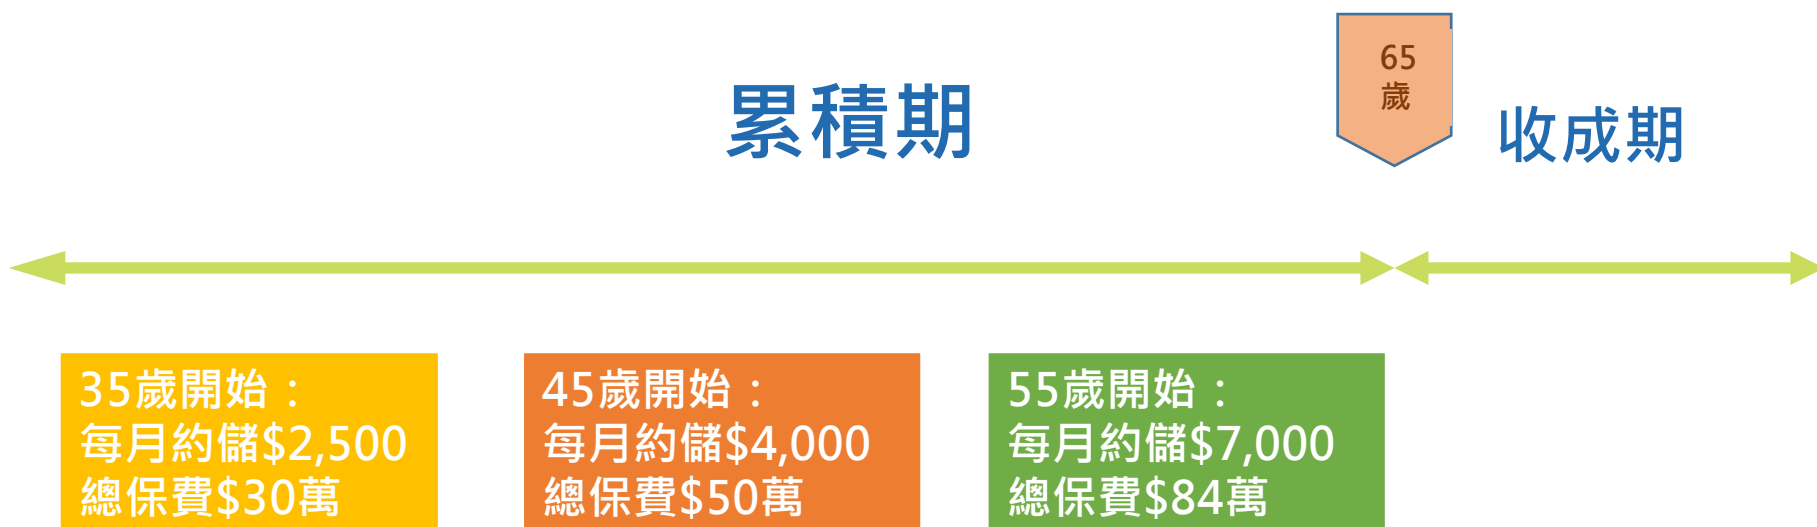 65
歲
累積期
收成期
35歲開始：
每月約儲$2,500
總保費$30萬
45歲開始：
每月約儲$4,000
總保費$50萬
55歲開始：
每月約儲$7,000
總保費$84萬